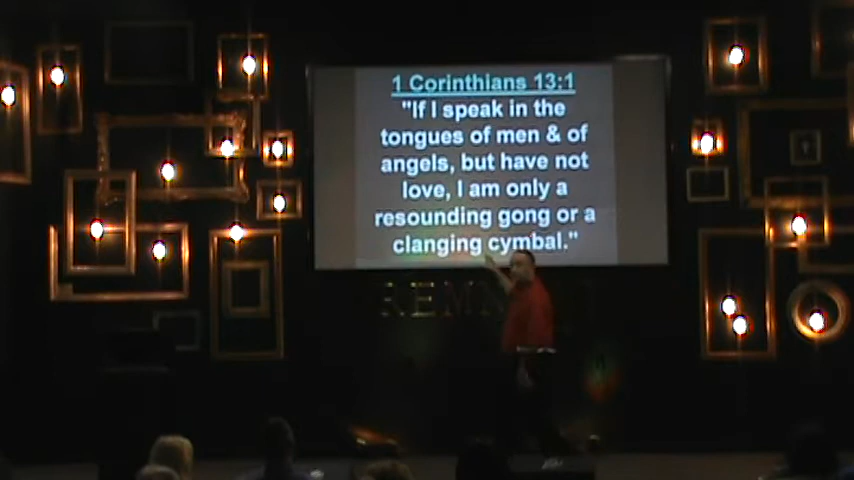 1 Corinthians 13:1
"If I speak in the
tongues of men & of
angels, but have not
love, I am only a
resounding gong or a
clanging cymbal."